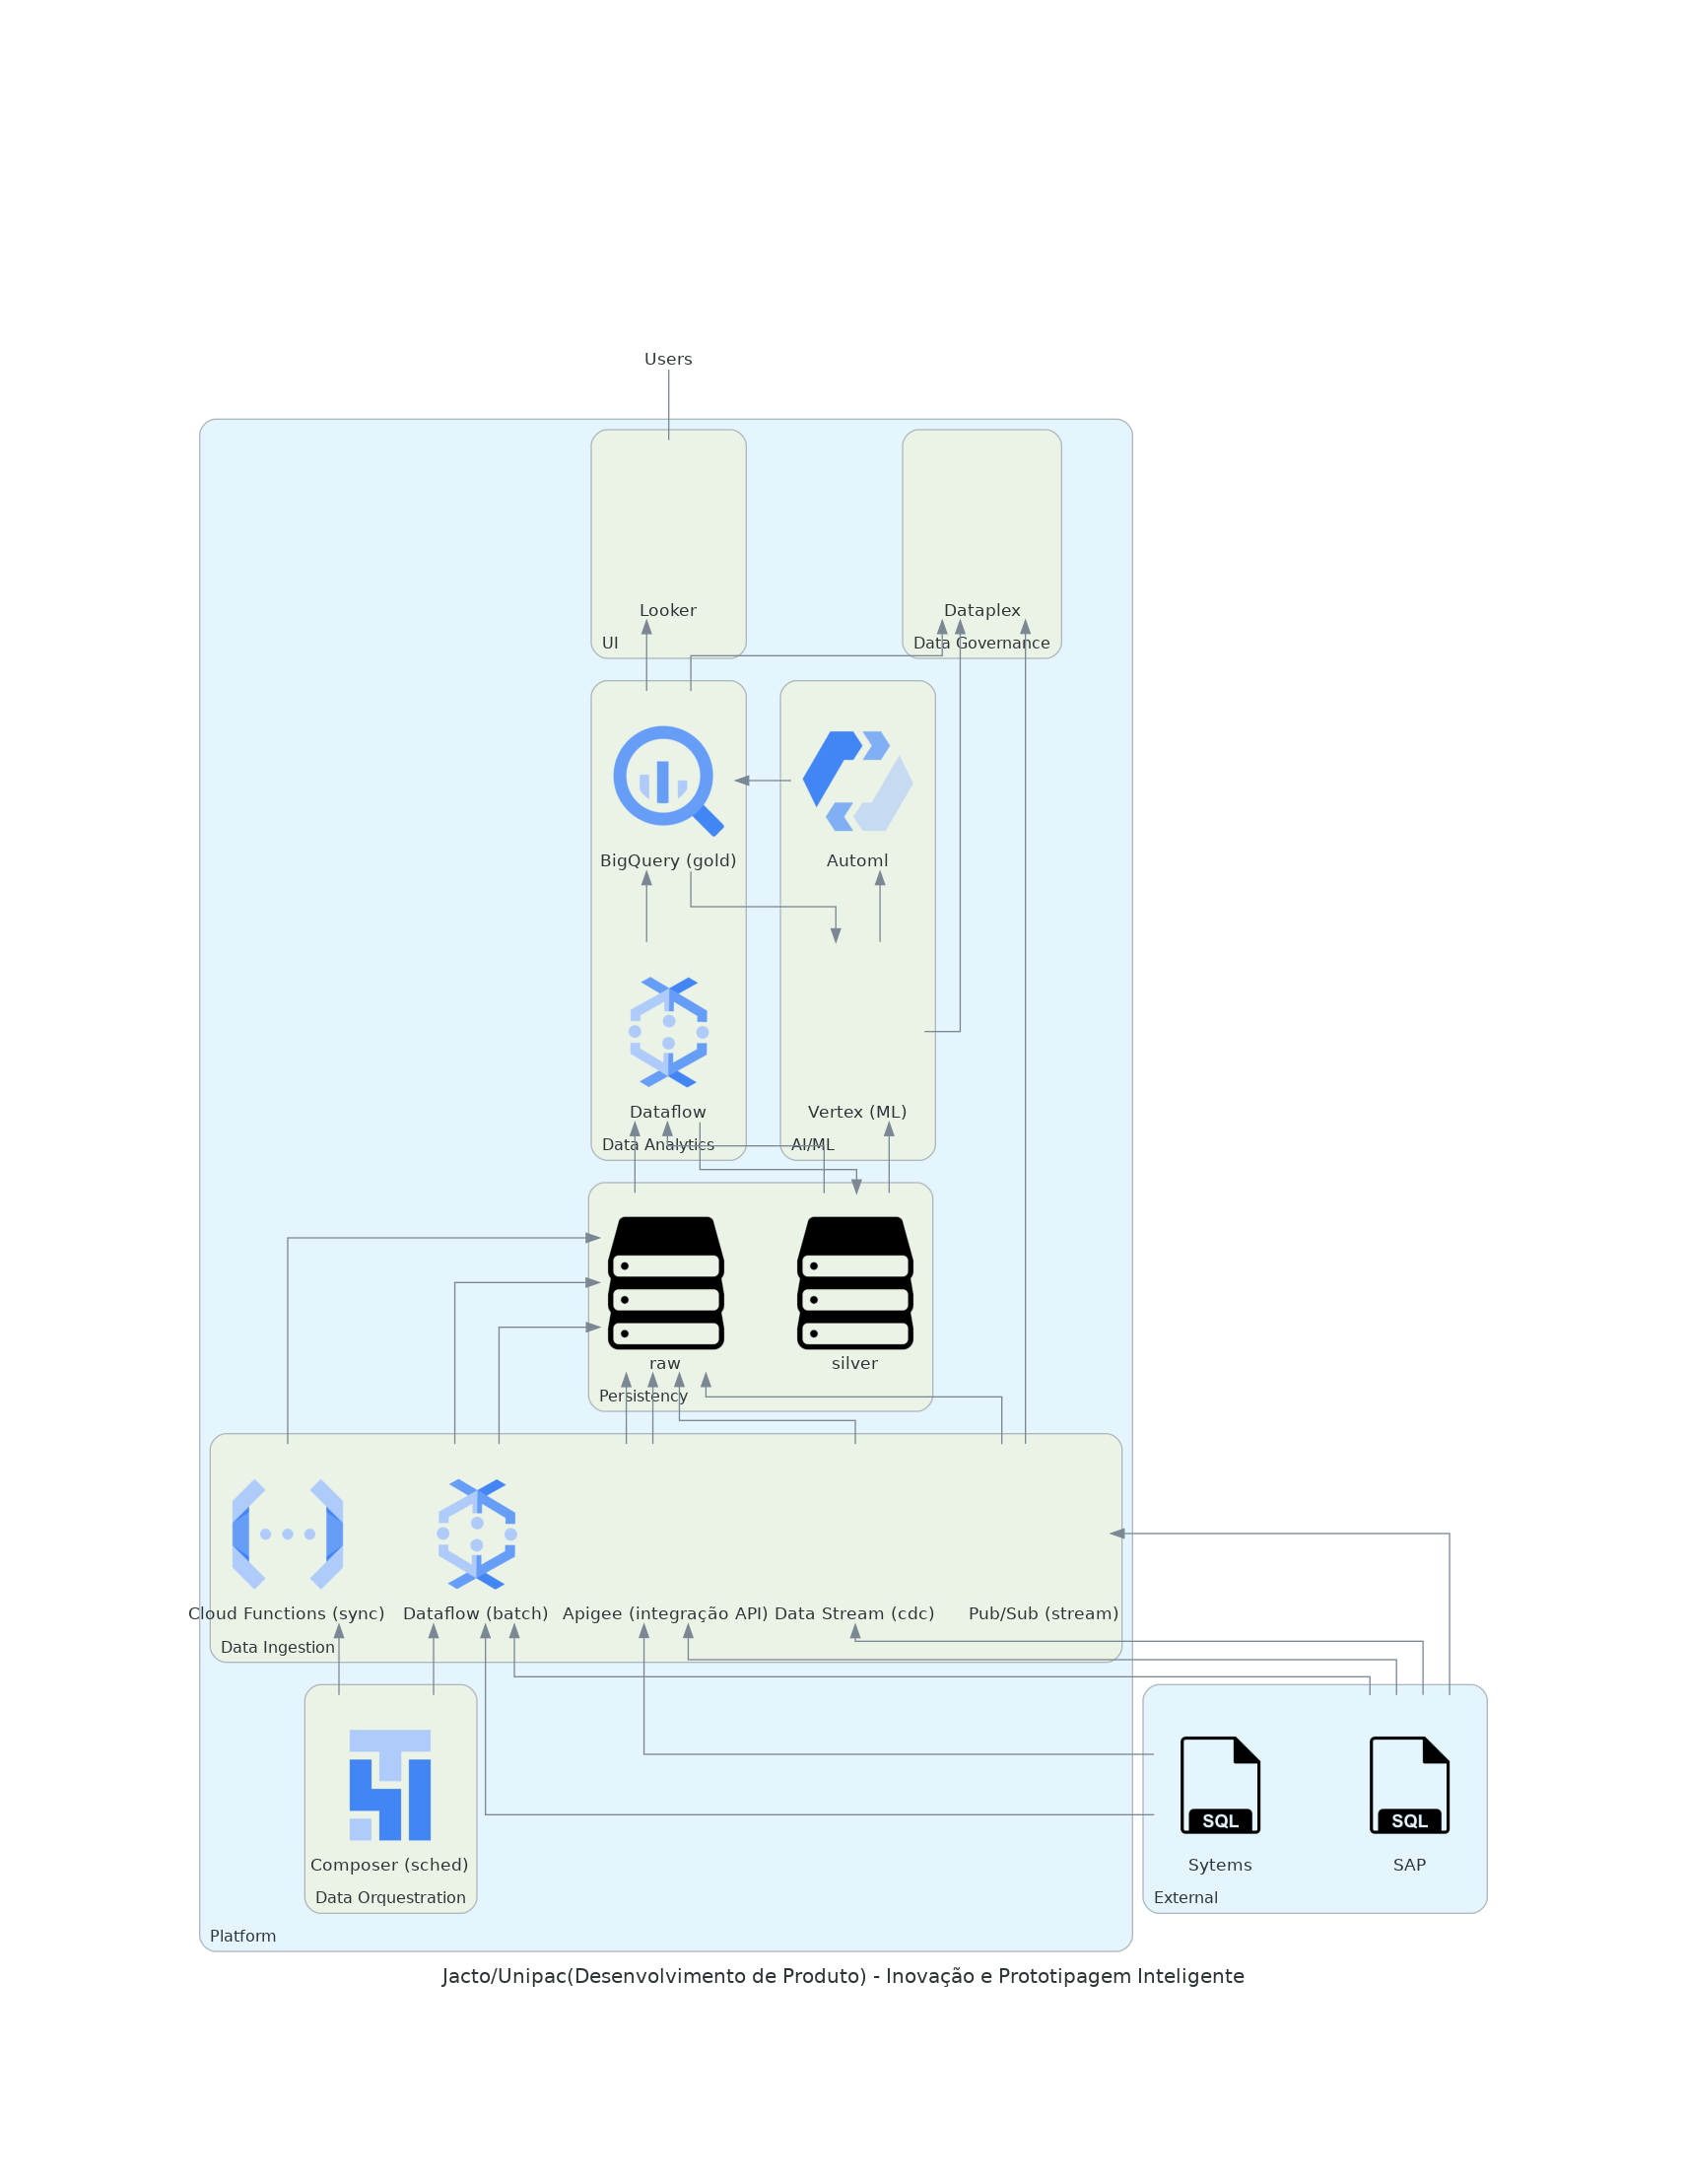 Users
Looker
Dataplex
UI
Data Governance
BigQuery (gold)
Automl
Dataflow
Vertex (ML)
Data Analytics
AI/ML
raw
silver
Persistency
Cloud Functions (sync)
Dataflow (batch)
Apigee (integração API)
Data Stream (cdc)
Pub/Sub (stream)
Data Ingestion
SQL
SQL
Composer (sched)
Sytems
SAP
Data Orquestration
External
Platform
Jacto/Unipac(Desenvolvimento de Produto) - Inovação e Prototipagem Inteligente